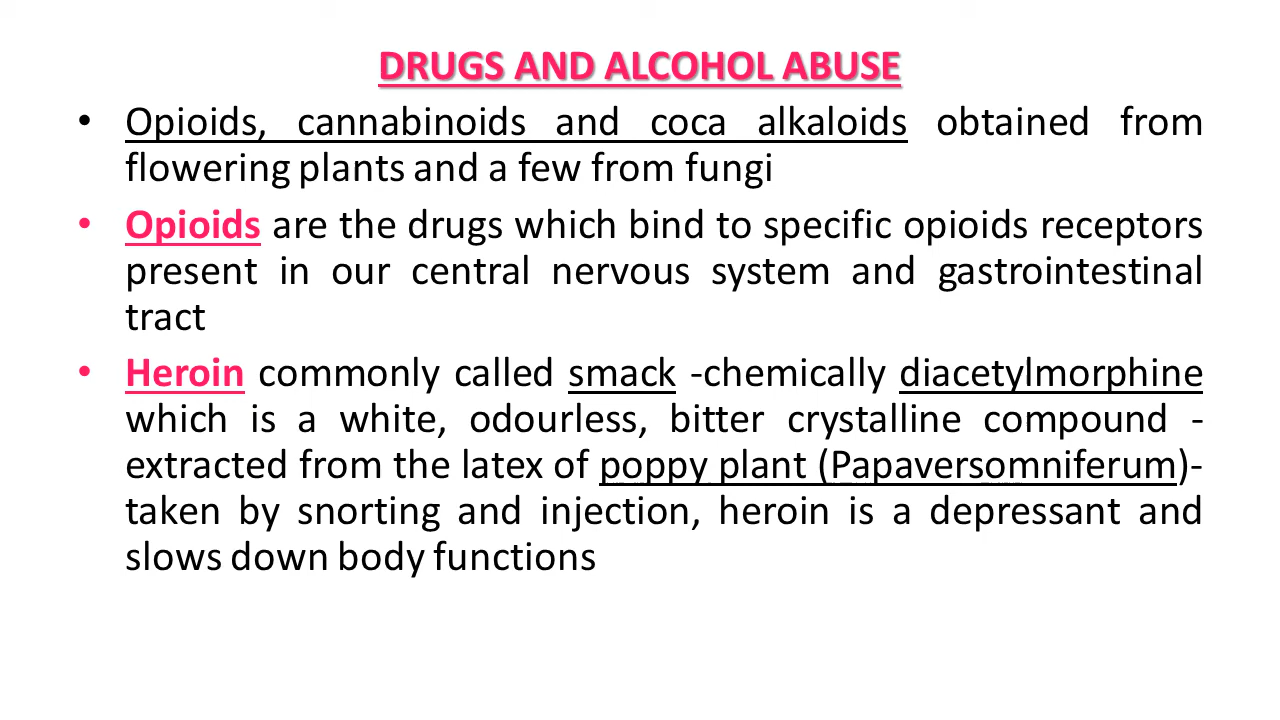 DRUGS AND ALCOHOL ABUSE
• Opioids, cannabinoids and coca alkaloids obtained from
flowering plants and a few from fungi
• Opioids are the drugs which bind to specific opioids receptors
present in our central nervous system and gastrointestinal
tract
• Heroin commonly called smack -chemically diacetylmorphine
which is a white, odourless, bitter crystalline compound -
extracted from the latex of poppy plant (Papaversomniferum)-
taken by snorting and injection, heroin is a depressant and
slows down body functions